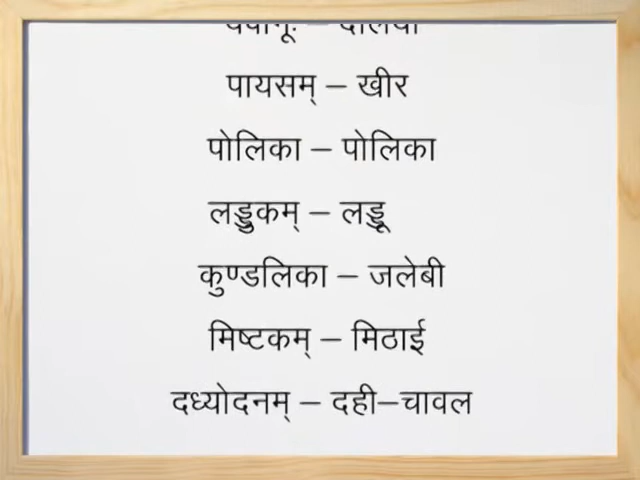 पायसम् – खीर
पोलिका – पोलिका
लड्डुकम् – लड्डू
कुण्डलिका – जलेबी
मिष्टकम् – मिठाई
दध्योदनम् – दही–चावल